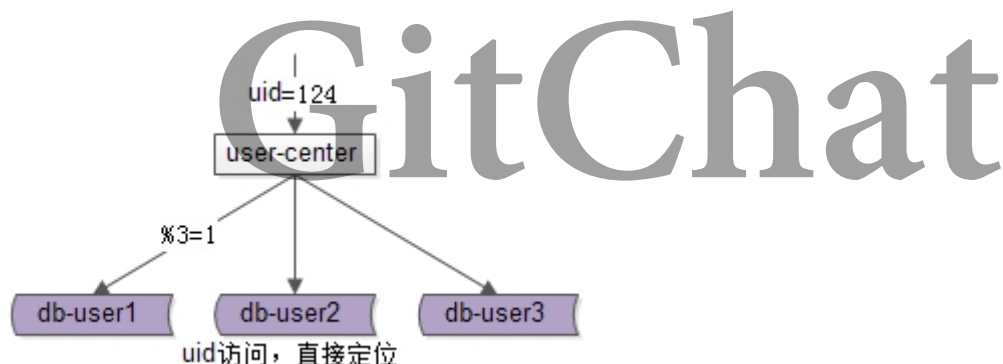 GitChat
uid=124
user-center
%3=1
db-user1
db-user2
db-user3
uid访问，直接定位